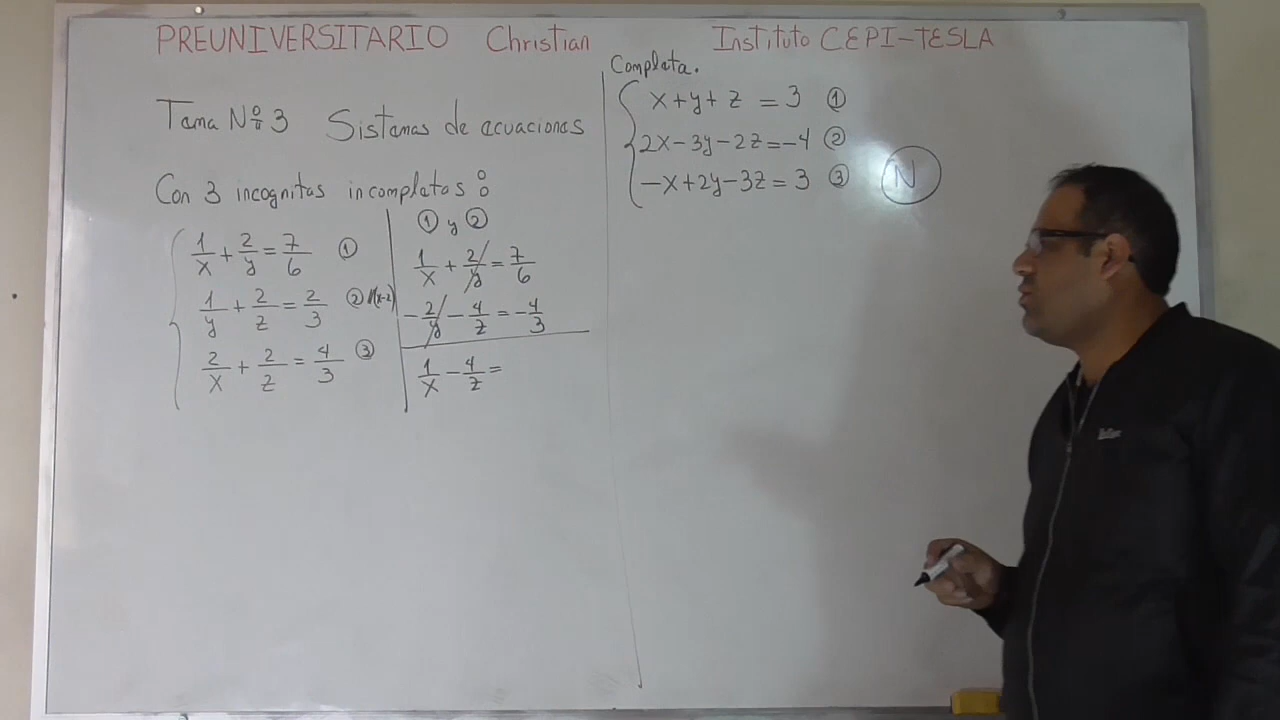 PREUNIVERSITARIO Christian Instituto CEPI-TESLA
Tema Nº 3 Sistemas de ecuaciones
Con 3 incognitas incompletos:
1/x + 2/y = 7/6 ①
1/y + 2/z = 2/3 ② //(x-2)
2/x + 2/z = 4/3 ③
① y ②
1/x + 2/y = 7/6
-2/y - 4/z = -4/3
1/x - 4/z =
Completa.
x+y+z=3 ①
2x-3y-2z=-4 ②
-x+2y-3z=3 ③
N